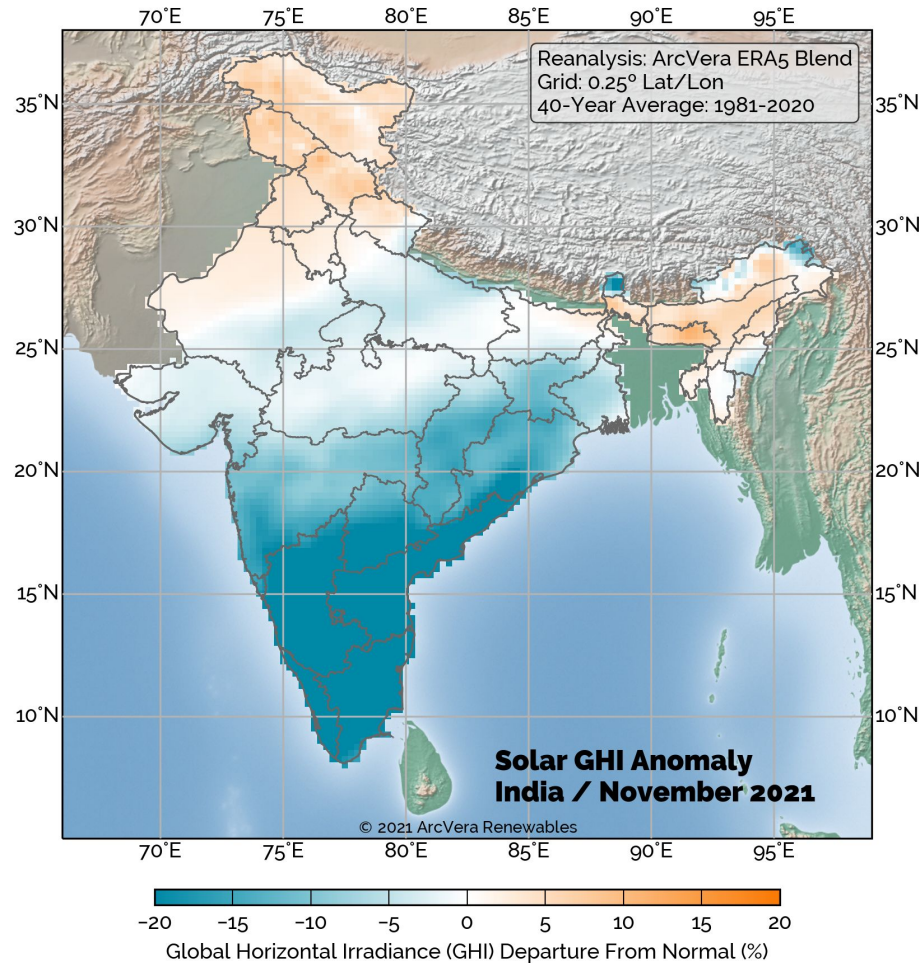 70°E 75°E 80°E 85°E 90°E 95°E
Reanalysis: ArcVera ERA5 Blend
Grid: 0.25º Lat/Lon
40-Year Average: 1981-2020
35°N 35°N
30°N 30°N
25°N 25°N
20°N 20°N
15°N 15°N
10°N 10°N
Solar GHI Anomaly
India / November 2021
© 2021 ArcVera Renewables
70°E 75°E 80°E 85°E 90°E 95°E
−20 −15 −10 −5 0 5 10 15 20
Global Horizontal Irradiance (GHI) Departure From Normal (%)